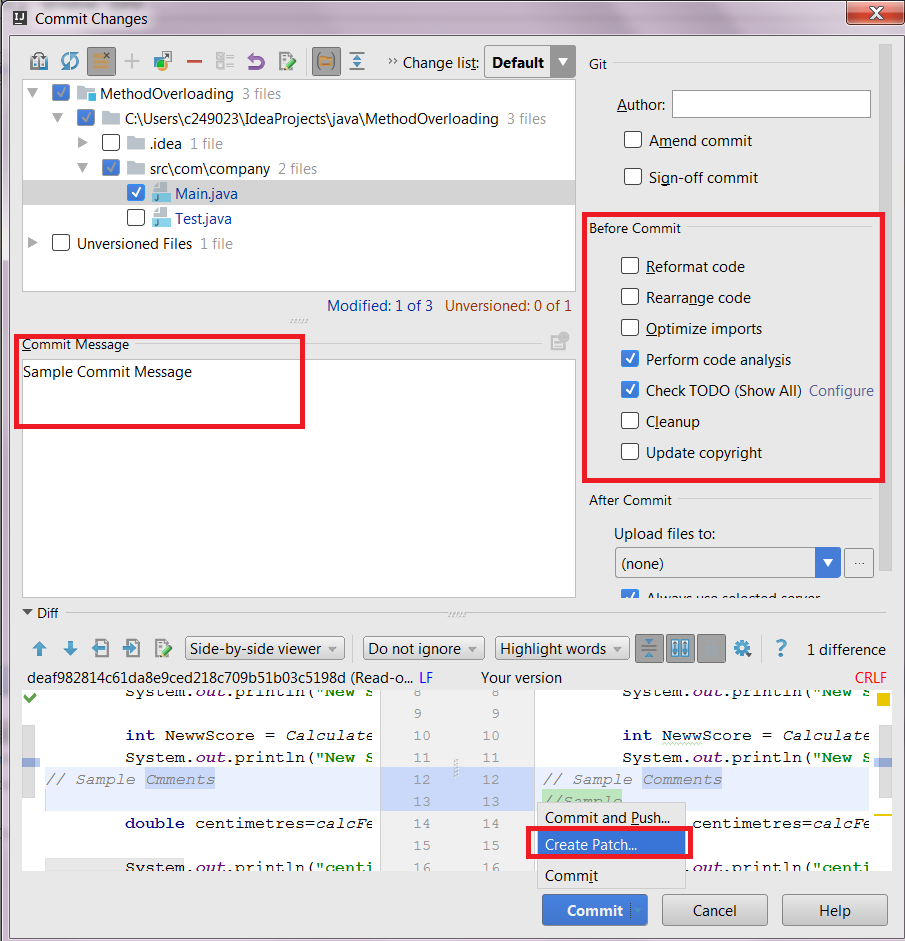 Commit Changes
Change list: Default
MethodOverloading 3 files
C:\Users\c249023\IdeaProjects\java\MethodOverloading 3 files
.idea 1 file
src\com\company 2 files
Main.java
Test.java
Unversioned Files 1 file
Modified: 1 of 3 Unversioned: 0 of 1
Commit Message
Sample Commit Message
Git
Author:
Amend commit
Sign-off commit
Before Commit
Reformat code
Rearrange code
Optimize imports
Perform code analysis
Check TODO (Show All) Configure
Cleanup
Update copyright
After Commit
Upload files to:
(none)
Always use selected server
Diff
Side-by-side viewer Do not ignore Highlight words ? 1 difference
deaf982814c61da8e9ced218c709b51b03c5198d (Read-o... LF Your version CRLF
System.out.println("New S 8 8 System.out.println("New S
9 9
int NewwScore = Calculate 10 10 int NewwScore = Calculate
System.out.println("New S 11 11 System.out.println("New S
// Sample Cmments 12 12 // Sample Comments
13 13 //Sample
double centimetres=calcFe 14 14 centimetres=calcFe
15 15
System.out.println("centi 16 16 out.println("centi
Commit and Push...
Create Patch...
Commit
Commit Cancel Help